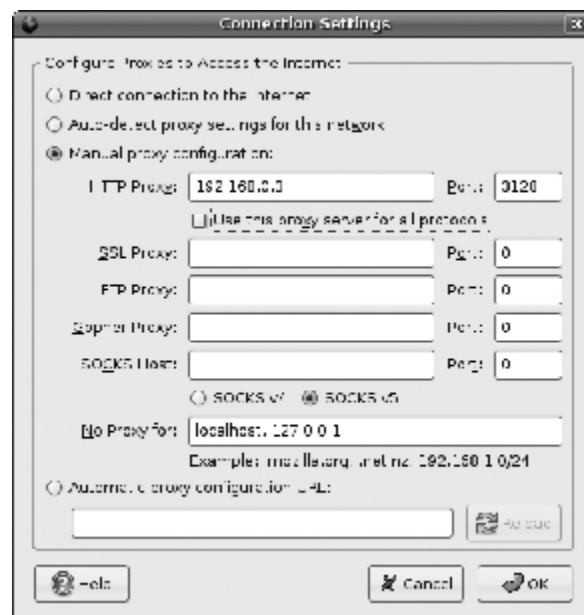 Connection Settings
Configure Proxies to Access the Internet
Direct connection to the Internet
Auto-detect proxy settings for this network
Manual proxy configuration:
HTTP Proxy: 192.168.0.3 Port: 3128
Use this proxy server for all protocols
SSL Proxy: Port: 0
FTP Proxy: Port: 0
Gopher Proxy: Port: 0
SOCKS Host: Port: 0
SOCKS v4 SOCKS v5
No Proxy for: localhost, 127.0.0.1
Example: .mozilla.org, .net.nz, 192.168.1.0/24
Automatic proxy configuration URL:
Reload
Help Cancel OK